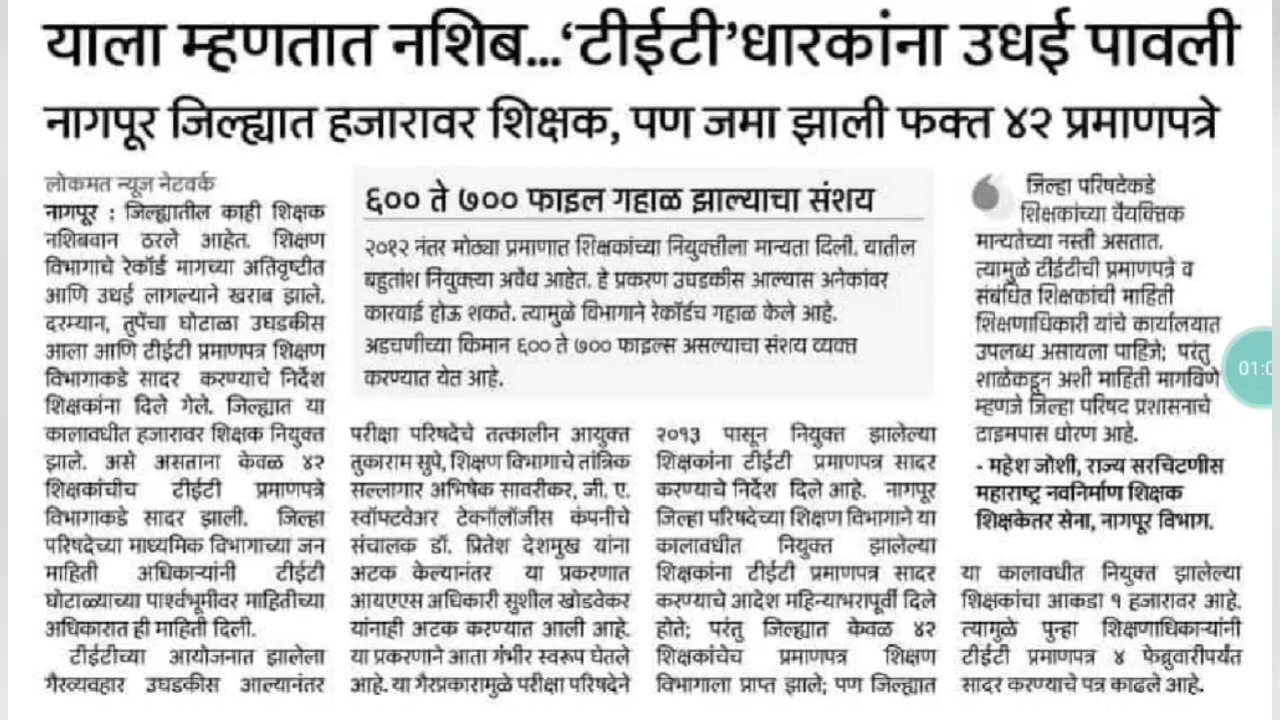 याला म्हणतात नशिब...‘टीईटी’धारकांना उधई पावली
नागपूर जिल्ह्यात हजारावर शिक्षक, पण जमा झाली फक्त ४२ प्रमाणपत्रे
लोकमत न्यूज नेटवर्क
नागपूर : जिल्ह्यातील काही शिक्षक
नशिबवान ठरले आहेत. शिक्षण
विभागाचे रेकॉर्ड मागच्या अतिवृष्टीत
आणि उधई लागल्याने खराब झाले.
दरम्यान, तुपेंचा घोटाळा उघडकीस
आला आणि टीईटी प्रमाणपत्र शिक्षण
विभागाकडे सादर करण्याचे निर्देश
शिक्षकांना दिले गेले. जिल्ह्यात या
कालावधीत हजारावर शिक्षक नियुक्त
झाले. असे असताना केवळ ४२
शिक्षकांचीच टीईटी प्रमाणपत्रे
विभागाकडे सादर झाली. जिल्हा
परिषदेच्या माध्यमिक विभागाच्या जन
माहिती अधिकाऱ्यांनी टीईटी
घोटाळ्याच्या पार्श्वभूमीवर माहितीच्या
अधिकारात ही माहिती दिली.
टीईटीच्या आयोजनात झालेला
गैरव्यवहार उघडकीस आल्यानंतर
६०० ते ७०० फाइल गहाळ झाल्याचा संशय
२०१२ नंतर मोठ्या प्रमाणात शिक्षकांच्या नियुक्तीला मान्यता दिली. यातील
बहुतांश नियुक्त्या अवैध आहेत. हे प्रकरण उघडकीस आल्यास अनेकांवर
कारवाई होऊ शकते. त्यामुळे विभागाने रेकॉर्डच गहाळ केले आहे.
अडचणीच्या किमान ६०० ते ७०० फाइल्स असल्याचा संशय व्यक्त
करण्यात येत आहे.
परीक्षा परिषदेचे तत्कालीन आयुक्त
तुकाराम सुपे, शिक्षण विभागाचे तांत्रिक
सल्लागार अभिषेक सावरीकर, जी. ए.
स्वॉफ्टवेअर टेक्नॉलॉजीस कंपनीचे
संचालक डॉ. प्रितेश देशमुख यांना
अटक केल्यानंतर या प्रकरणात
आयएएस अधिकारी सुशील खोडवेकर
यांनाही अटक करण्यात आली आहे.
या प्रकरणाने आता गंभीर स्वरूप घेतले
आहे. या गैरप्रकारामुळे परीक्षा परिषदेने
२०१३ पासून नियुक्त झालेल्या
शिक्षकांना टीईटी प्रमाणपत्र सादर
करण्याचे निर्देश दिले आहे. नागपूर
जिल्हा परिषदेच्या शिक्षण विभागाने या
कालावधीत नियुक्त झालेल्या
शिक्षकांना टीईटी प्रमाणपत्र सादर
करण्याचे आदेश महिन्याभरापूर्वी दिले
होते; परंतु जिल्ह्यात केवळ ४२
शिक्षकांचेच प्रमाणपत्र शिक्षण
विभागाला प्राप्त झाले; पण जिल्ह्यात
जिल्हा परिषदेकडे
शिक्षकांच्या वैयक्तिक
मान्यतेच्या नस्ती असतात.
त्यामुळे टीईटीची प्रमाणपत्रे व
संबंधित शिक्षकांची माहिती
शिक्षणाधिकारी यांचे कार्यालयात
उपलब्ध असायला पाहिजे; परंतु
शाळेकडून अशी माहिती मागविणे
म्हणजे जिल्हा परिषद प्रशासनाचे
टाइमपास धोरण आहे.
- महेश जोशी, राज्य सरचिटणीस
महाराष्ट्र नवनिर्माण शिक्षक
शिक्षकेतर सेना, नागपूर विभाग.
या कालावधीत नियुक्त झालेल्या
शिक्षकांचा आकडा १ हजारावर आहे.
त्यामुळे पुन्हा शिक्षणाधिकाऱ्यांनी
टीईटी प्रमाणपत्र ४ फेब्रुवारीपर्यंत
सादर करण्याचे पत्र काढले आहे.